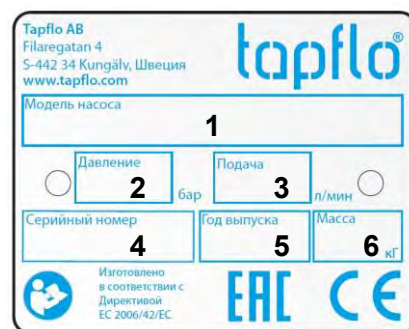 Tapflo AB
Filaregatan 4
S-442 34 Kungälv, Швеция
www.tapflo.com
tapflo®
Модель насоса
1
Давление
2 бар
Подача
3 л/мин
Серийный номер
4
Год выпуска
5
Масса
6 кг
Изготовлено
в соответствии с
Директивой
ЕС 2006/42/ЕС
EAC CE